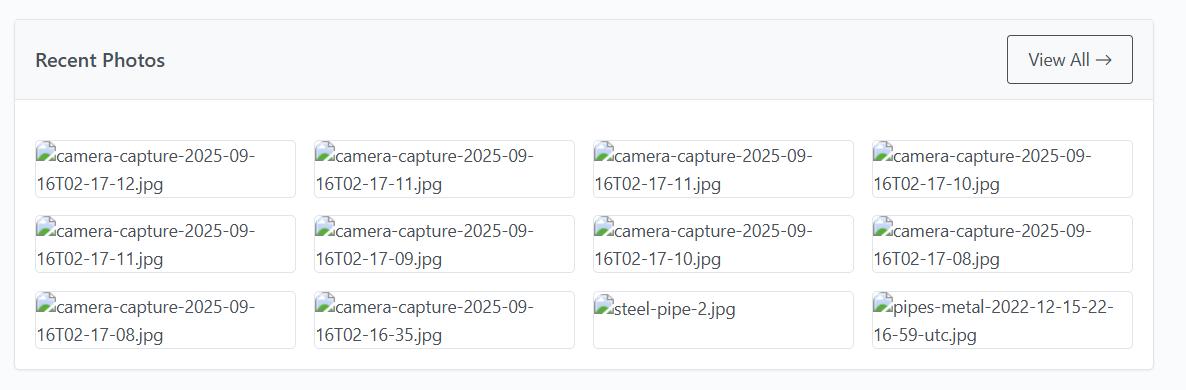 Recent Photos
View All →
camera-capture-2025-09-
16T02-17-12.jpg
camera-capture-2025-09-
16T02-17-11.jpg
camera-capture-2025-09-
16T02-17-11.jpg
camera-capture-2025-09-
16T02-17-10.jpg
camera-capture-2025-09-
16T02-17-11.jpg
camera-capture-2025-09-
16T02-17-09.jpg
camera-capture-2025-09-
16T02-17-10.jpg
camera-capture-2025-09-
16T02-17-08.jpg
camera-capture-2025-09-
16T02-17-08.jpg
camera-capture-2025-09-
16T02-16-35.jpg
steel-pipe-2.jpg
pipes-metal-2022-12-15-22-
16-59-utc.jpg